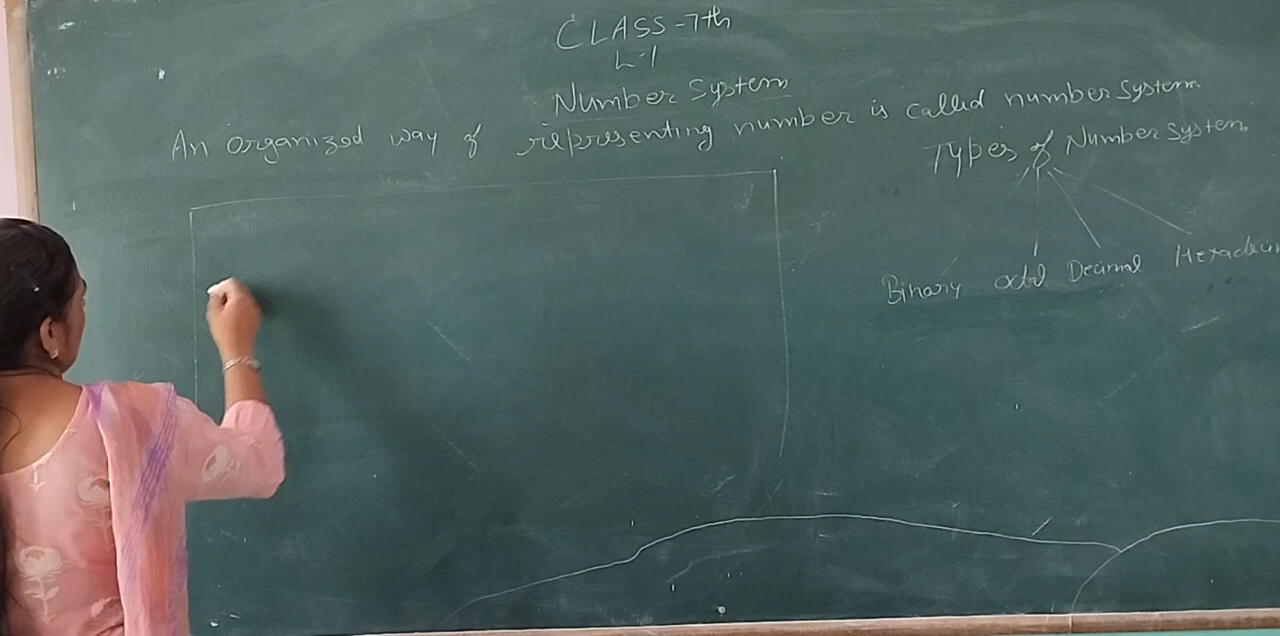 CLASS-7th
L-1
Number System
An organized way of representing number is called number System.
Types of Number System
Binary octal Decimal Hexadecim